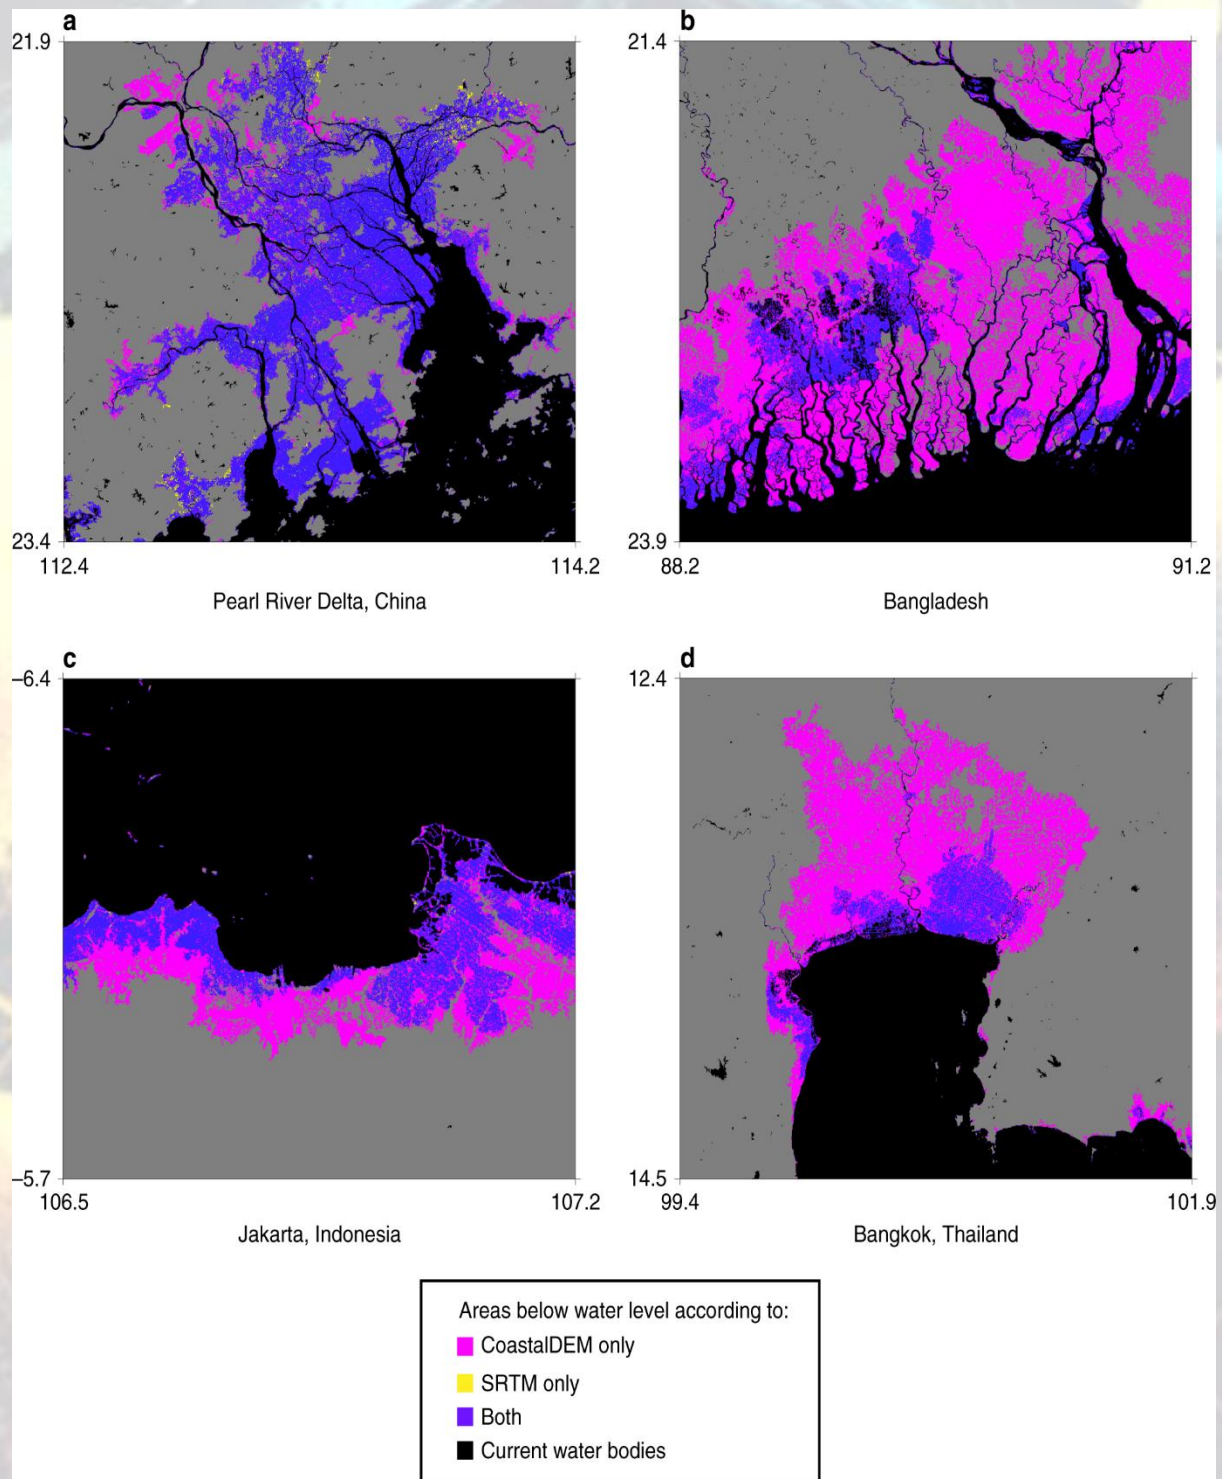 a
21.9
23.4
112.4 114.2
Pearl River Delta, China
b
21.4
23.9
88.2 91.2
Bangladesh
c
–6.4
–5.7
106.5 107.2
Jakarta, Indonesia
d
12.4
14.5
99.4 101.9
Bangkok, Thailand
Areas below water level according to:
CoastalDEM only
SRTM only
Both
Current water bodies